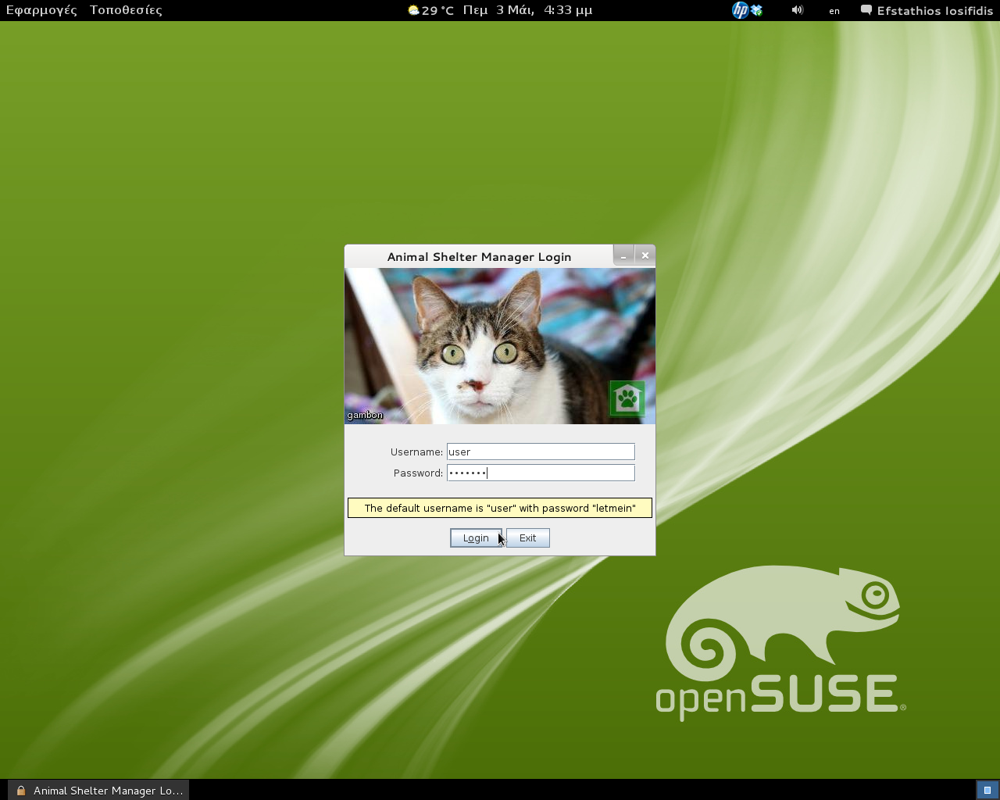 Εφαρμογές Τοποθεσίες 29 °C Πεμ 3 Μάι, 4:33 μμ en Efstathios Iosifidis
Animal Shelter Manager Login
gambon
Username: user
Password: •••••••
The default username is "user" with password "letmein"
Login Exit
openSUSE®
Animal Shelter Manager Lo...